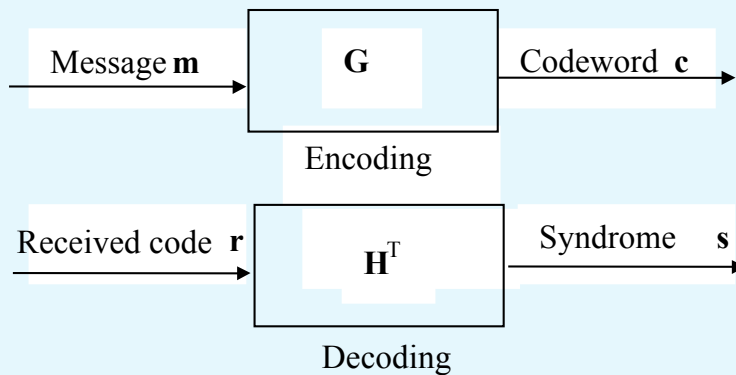 Message m
G
Codeword c
Encoding
Received code r
H^T
Syndrome s
Decoding